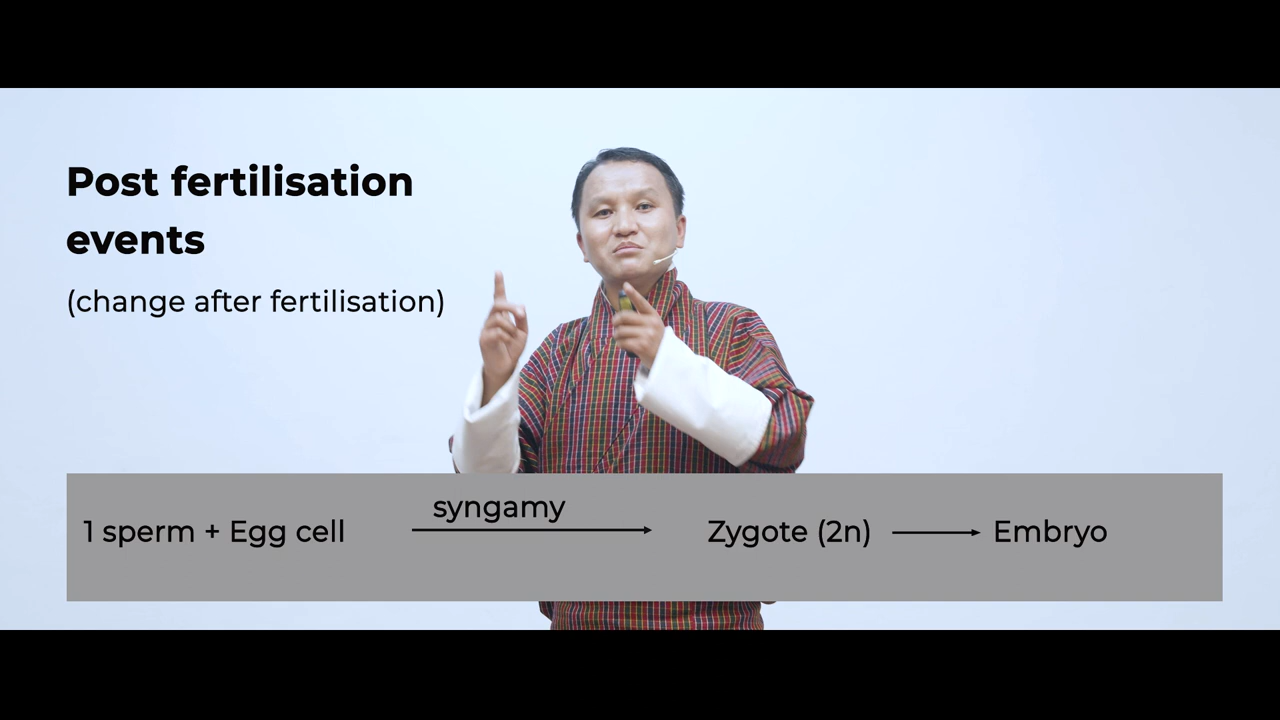 Post fertilisation
events
(change after fertilisation)
syngamy
1 sperm + Egg cell Zygote (2n) Embryo